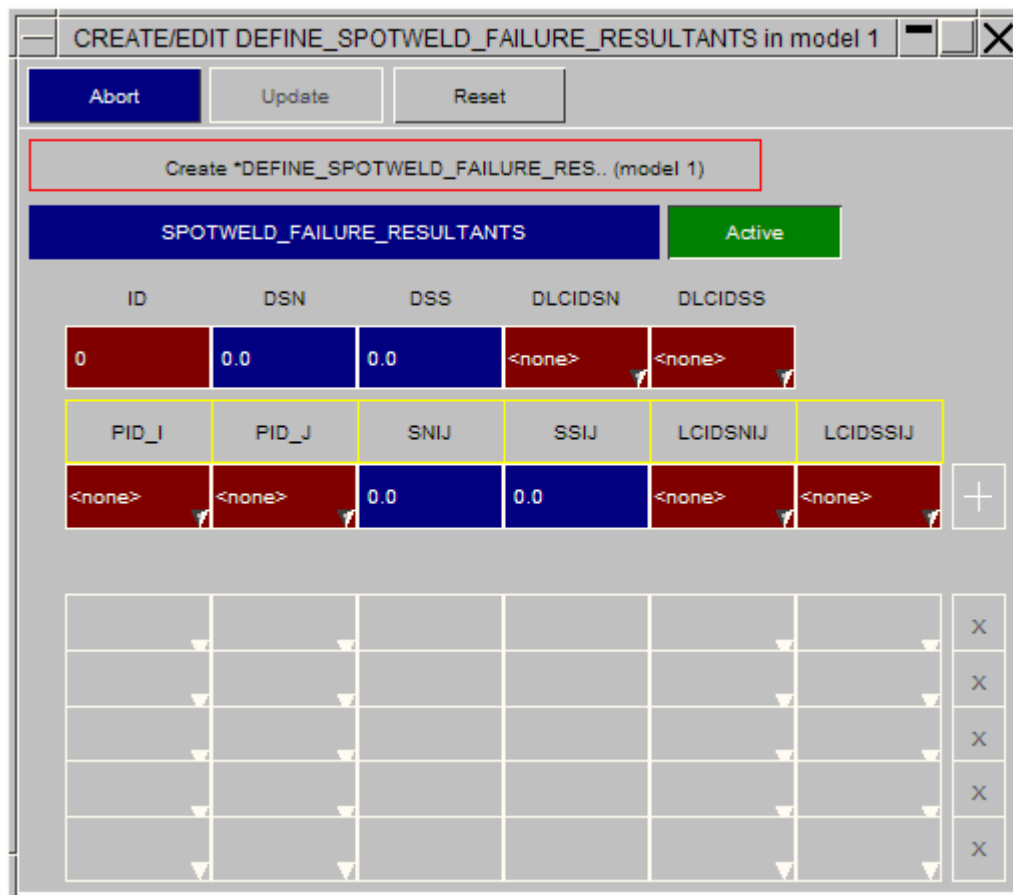 CREATE/EDIT DEFINE_SPOTWELD_FAILURE_RESULTANTS in model 1
Abort Update Reset
Create *DEFINE_SPOTWELD_FAILURE_RES.. (model 1)
SPOTWELD_FAILURE_RESULTANTS Active
ID DSN DSS DLCIDSN DLCIDSS
0 0.0 0.0 <none> <none>
PID_I PID_J SNIJ SSIJ LCIDSNIJ LCIDSSIJ
<none> <none> 0.0 0.0 <none> <none> +
X
X
X
X
X